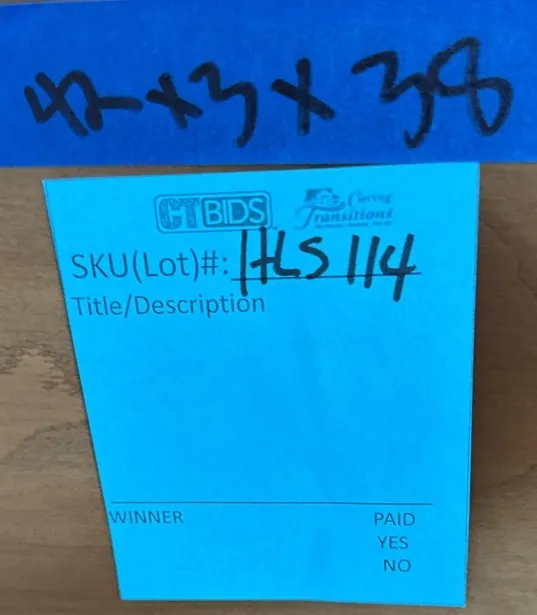 42x3x38
CTBIDS
Caring
Transitions
SKU(Lot)#: HLS 114
Title/Description
WINNER PAID
YES
NO